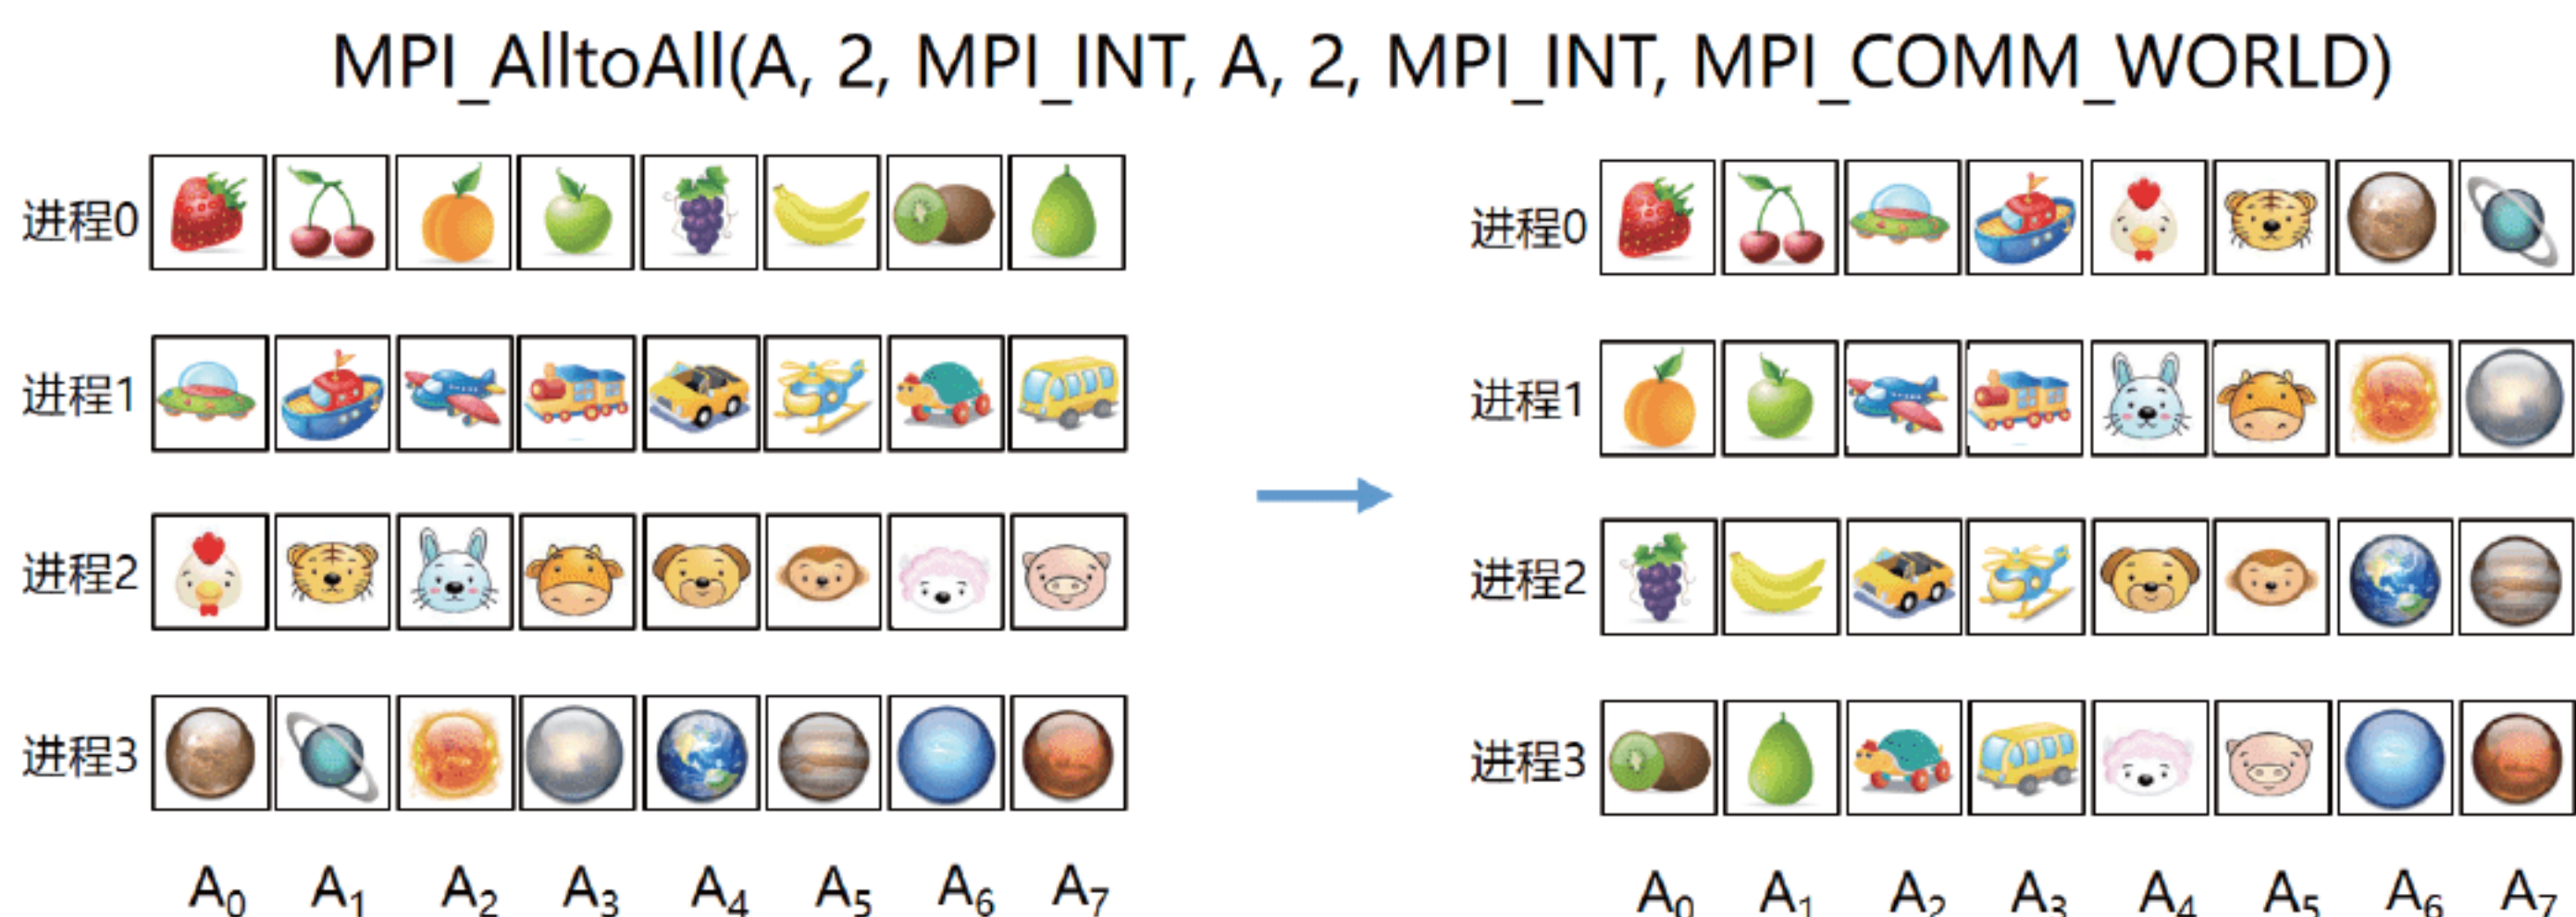 MPI_AlltoAll(A, 2, MPI_INT, A, 2, MPI_INT, MPI_COMM_WORLD)
进程0
进程1
进程2
进程3
A0 A1 A2 A3 A4 A5 A6 A7
进程0
进程1
进程2
进程3
A0 A1 A2 A3 A4 A5 A6 A7